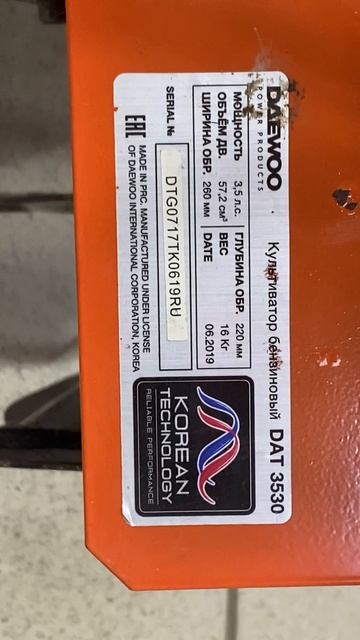 DAEWOO
POWER PRODUCTS
Культиватор бензиновый DAT 3530
МОЩНОСТЬ 3,5 л.с. ГЛУБИНА ОБР. 220 мм
ОБЪЁМ ДВ. 57,2 см³ ВЕС 16 Кг
ШИРИНА ОБР. 260 мм DATE 06.2019
SERIAL № DTG0717TK0619RU
EAC MADE IN PRC. MANUFACTURED UNDER LICENSE
OF DAEWOO INTERNATIONAL CORPORATION, KOREA
KOREAN
TECHNOLOGY
RELIABLE PERFORMANCE